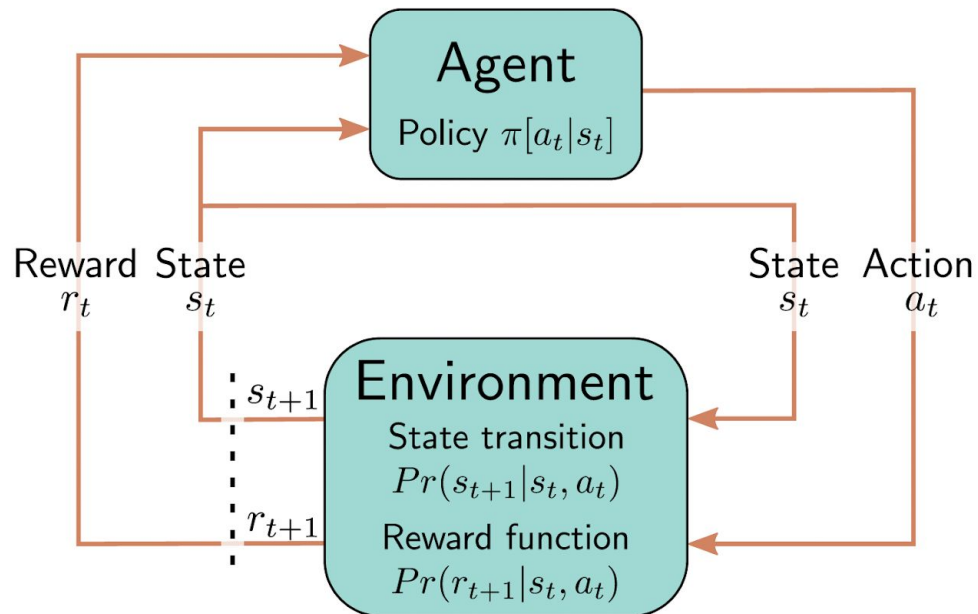 Agent
Policy π[a_t|s_t]
Reward State State Action
r_t s_t s_t a_t
Environment
s_{t+1}
State transition
Pr(s_{t+1}|s_t, a_t)
r_{t+1}
Reward function
Pr(r_{t+1}|s_t, a_t)